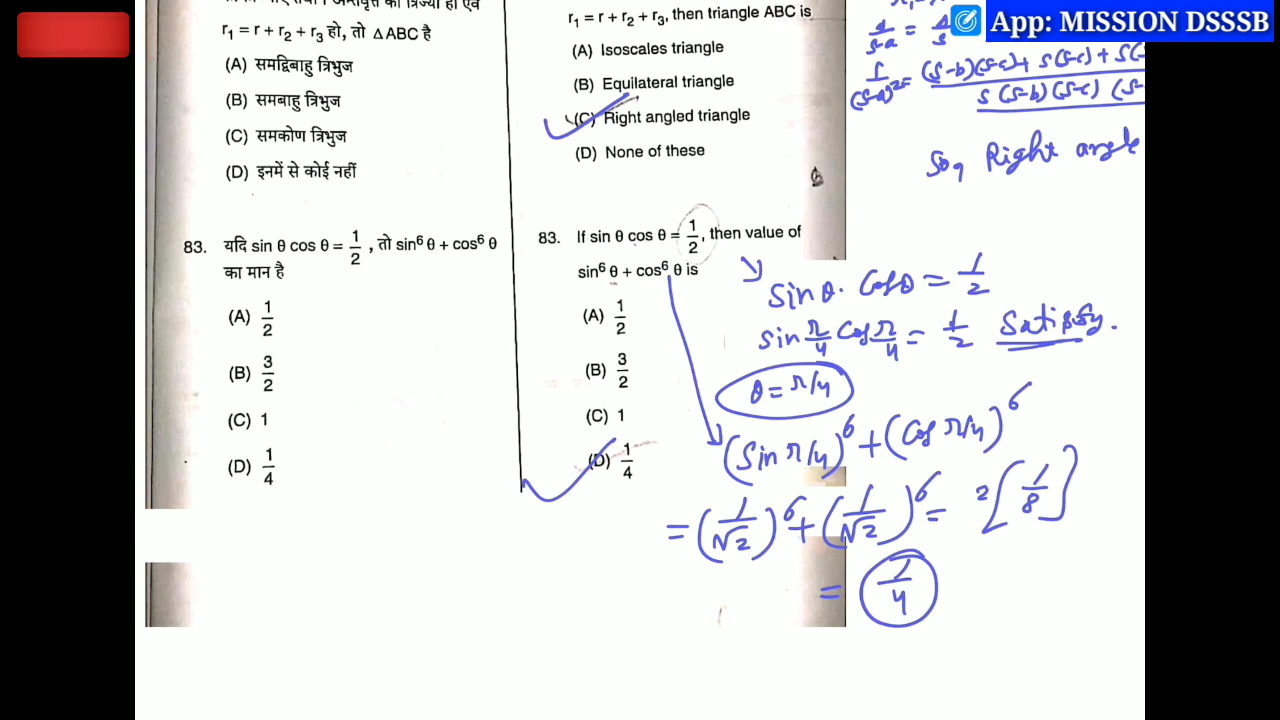 App: MISSION DSSSB
r₁ = r + r₂ + r₃ हो, तो Δ ABC है
(A) समद्विबाहु त्रिभुज
(B) समबाहु त्रिभुज
(C) समकोण त्रिभुज
(D) इनमें से कोई नहीं
r₁ = r + r₂ + r₃, then triangle ABC is
(A) Isoscales triangle
(B) Equilateral triangle
(C) Right angled triangle
(D) None of these
So, Right angle
83. यदि sin θ cos θ = 1/2, तो sin⁶ θ + cos⁶ θ
का मान है
(A) 1/2
(B) 3/2
(C) 1
(D) 1/4
83. If sin θ cos θ = 1/2, then value of
sin⁶ θ + cos⁶ θ is
(A) 1/2
(B) 3/2
(C) 1
(D) 1/4
sin θ. cos θ = 1/2
sin π/4 cos π/4 = 1/2 Satisfy.
θ = π/4
(sin π/4)⁶ + (cos π/4)⁶
= (1/√2)⁶ + (1/√2)⁶ = 2[1/8]
= 1/4